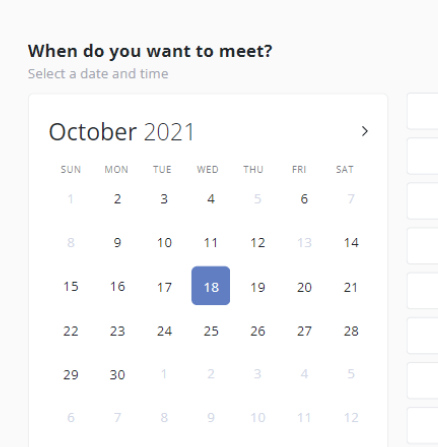 When do you want to meet?
Select a date and time
October 2021
SUN MON TUE WED THU FRI SAT
1 2 3 4 5 6 7
8 9 10 11 12 13 14
15 16 17 18 19 20 21
22 23 24 25 26 27 28
29 30 1 2 3 4 5
6 7 8 9 10 11 12